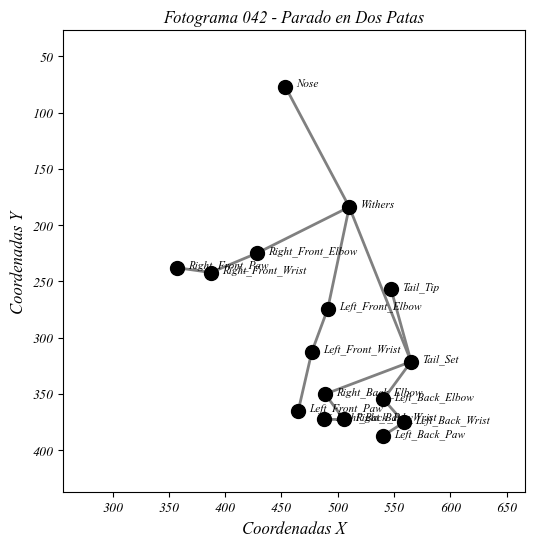 Fotograma 042 - Parado en Dos Patas
50
Nose
100
150
Withers
200
Right_Front_Elbow
Right_Front_Paw
Right_Front_Wrist
250
Tail_Tip
Left_Front_Elbow
300
Left_Front_Wrist
Tail_Set
350
Right_Back_Elbow
Left_Back_Elbow
Left_Front_Paw
Left_Back_Wrist
Left_Back_Paw
400
300 350 400 450 500 550 600 650
Coordenadas X
Coordenadas Y